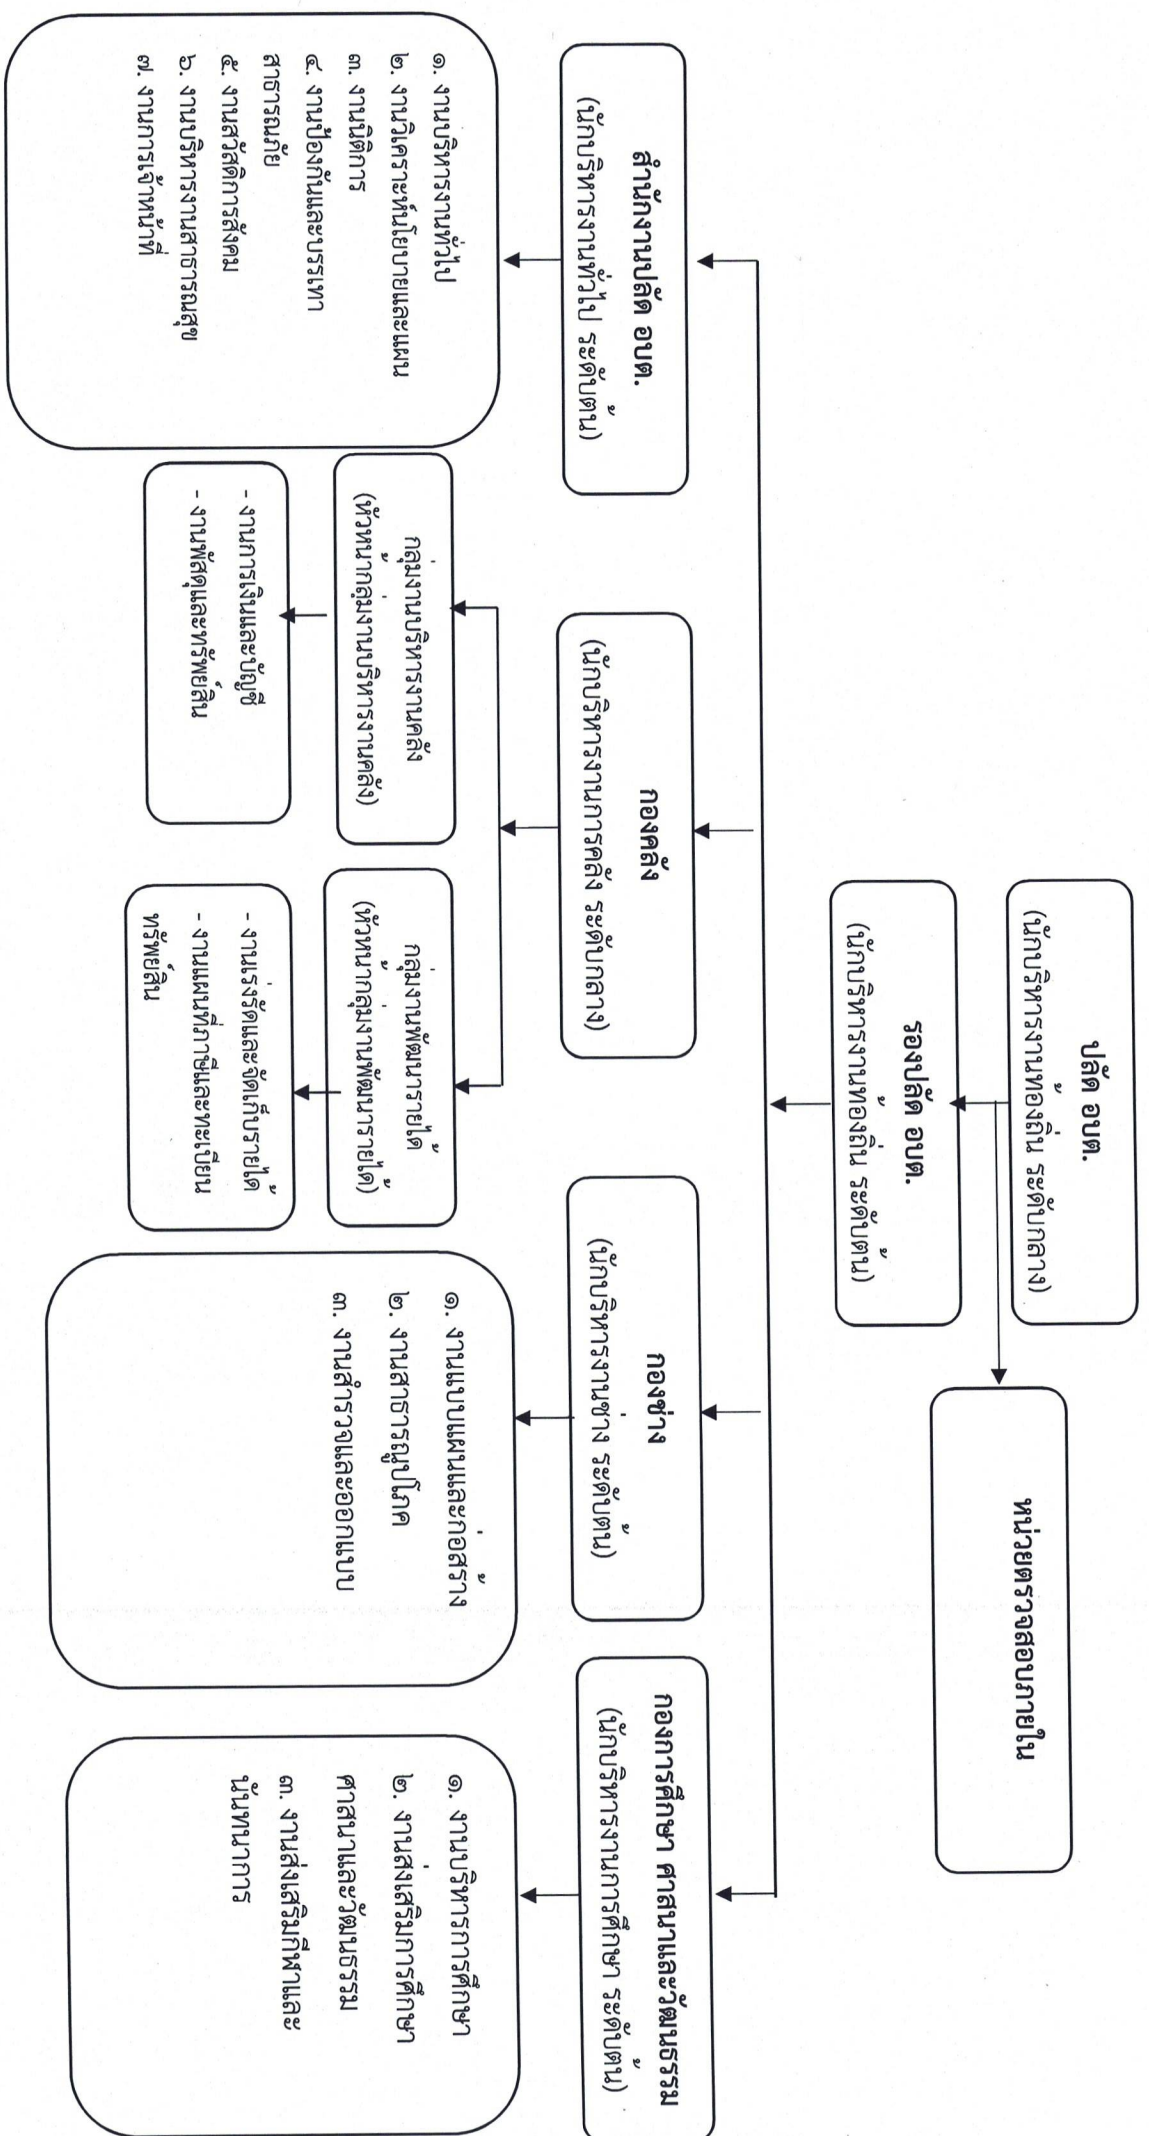 ปลัด อบต.
(นักบริหารงานท้องถิ่น ระดับกลาง)
หน่วยตรวจสอบภายใน
รองปลัด อบต.
(นักบริหารงานท้องถิ่น ระดับต้น)
สำนักงานปลัด อบต.
(นักบริหารงานทั่วไป ระดับต้น)
๑. งานบริหารงานทั่วไป
๒. งานวิเคราะห์นโยบายและแผน
๓. งานนิติการ
๔. งานป้องกันและบรรเทา
สาธารณภัย
๕. งานสวัสดิการสังคม
๖. งานบริหารงานสาธารณสุข
๗. งานการเจ้าหน้าที่
กองคลัง
(นักบริหารงานการคลัง ระดับกลาง)
กลุ่มงานบริหารงานคลัง
(หัวหน้ากลุ่มงานบริหารงานคลัง)
- งานการเงินและบัญชี
- งานพัสดุและทรัพย์สิน
กลุ่มงานพัฒนารายได้
(หัวหน้ากลุ่มงานพัฒนารายได้)
- งานเร่งรัดและจัดเก็บรายได้
- งานแผนที่ภาษีและทะเบียน
ทรัพย์สิน
กองช่าง
(นักบริหารงานช่าง ระดับต้น)
๑. งานแบบแผนและก่อสร้าง
๒. งานสาธารณูปโภค
๓. งานสำรวจและออกแบบ
กองการศึกษา ศาสนาและวัฒนธรรม
(นักบริหารงานการศึกษา ระดับต้น)
๑. งานบริหารการศึกษา
๒. งานส่งเสริมการศึกษา
ศาสนาและวัฒนธรรม
๓. งานส่งเสริมกีฬาและ
นันทนาการ